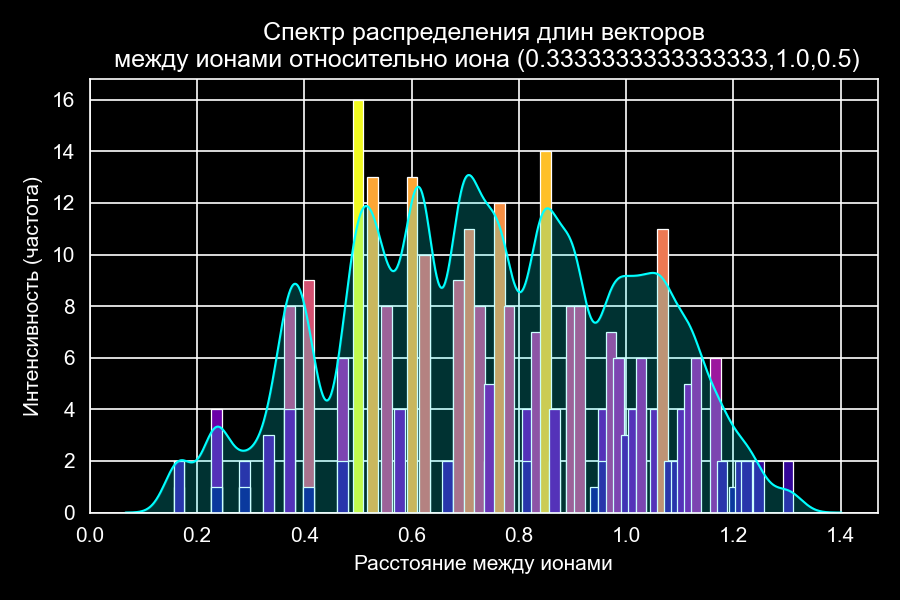 Спектр распределения длин векторов
между ионами относительно иона (0.3333333333333333,1.0,0.5)
Интенсивность (частота)
16
14
12
10
8
6
4
2
0
0.0 0.2 0.4 0.6 0.8 1.0 1.2 1.4
Расстояние между ионами